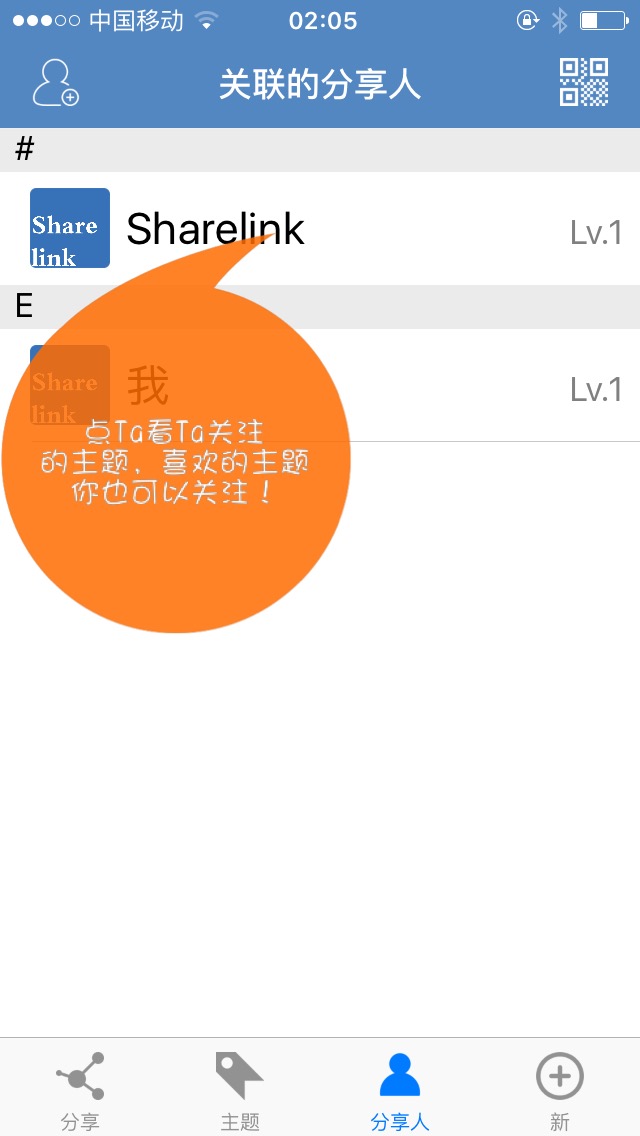 中国移动 02:05
关联的分享人
#
Share
link
Sharelink
Lv.1
E
Share
link
我
Lv.1
点Ta看Ta关注
的主题，喜欢的主题
你也可以关注！
分享 主题 分享人 新